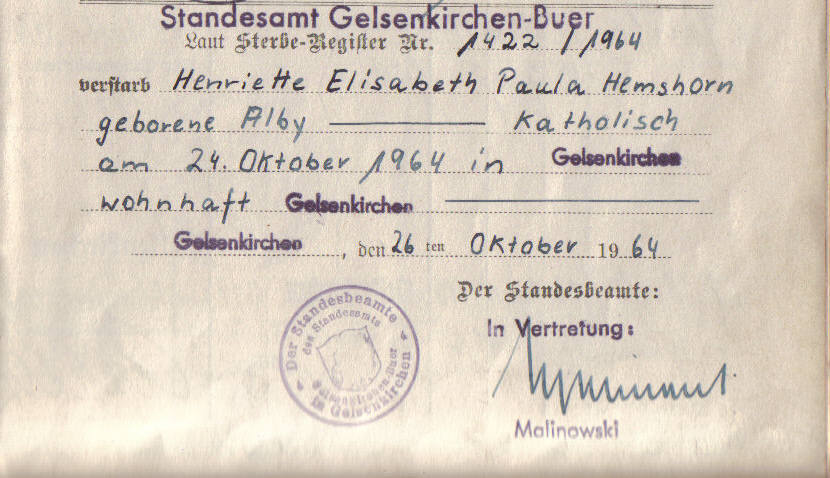 Standesamt Gelsenkirchen-Buer
Laut Sterbe-Register Nr. 1422 / 1964
verstarb Henriette Elisabeth Paula Hemshorn
geborene Alby ——— Katholisch
am 24. Oktober 1964 in Gelsenkirchen
wohnhaft Gelsenkirchen ———
Gelsenkirchen, den 26 ten Oktober 1964
Der Standesbeamte:
In Vertretung:
Malinowski
Der Standesbeamte
des Standesamts
Gelsenkirchen-Buer
in Gelsenkirchen